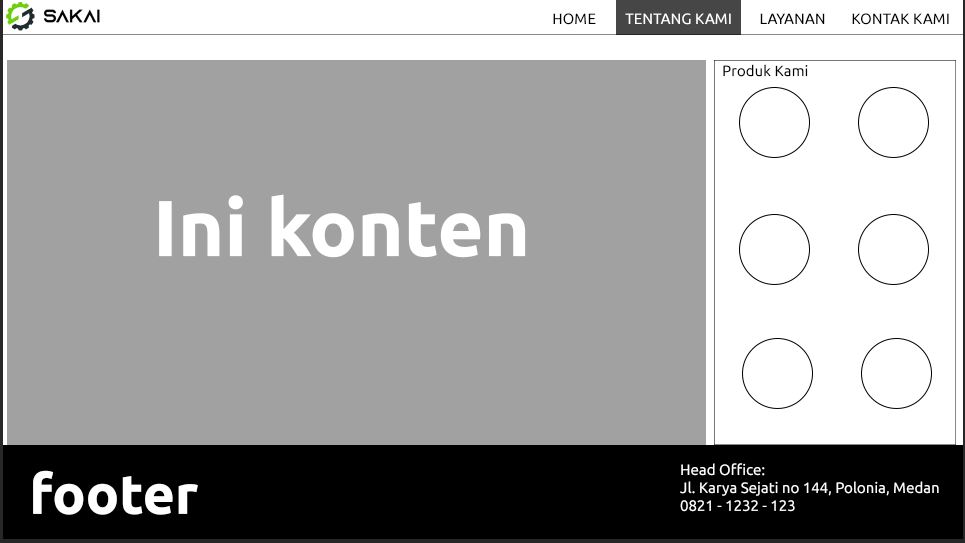 SAKAI
HOME TENTANG KAMI LAYANAN KONTAK KAMI
Ini konten
Produk Kami
footer
Head Office:
Jl. Karya Sejati no 144, Polonia, Medan
0821 - 1232 - 123